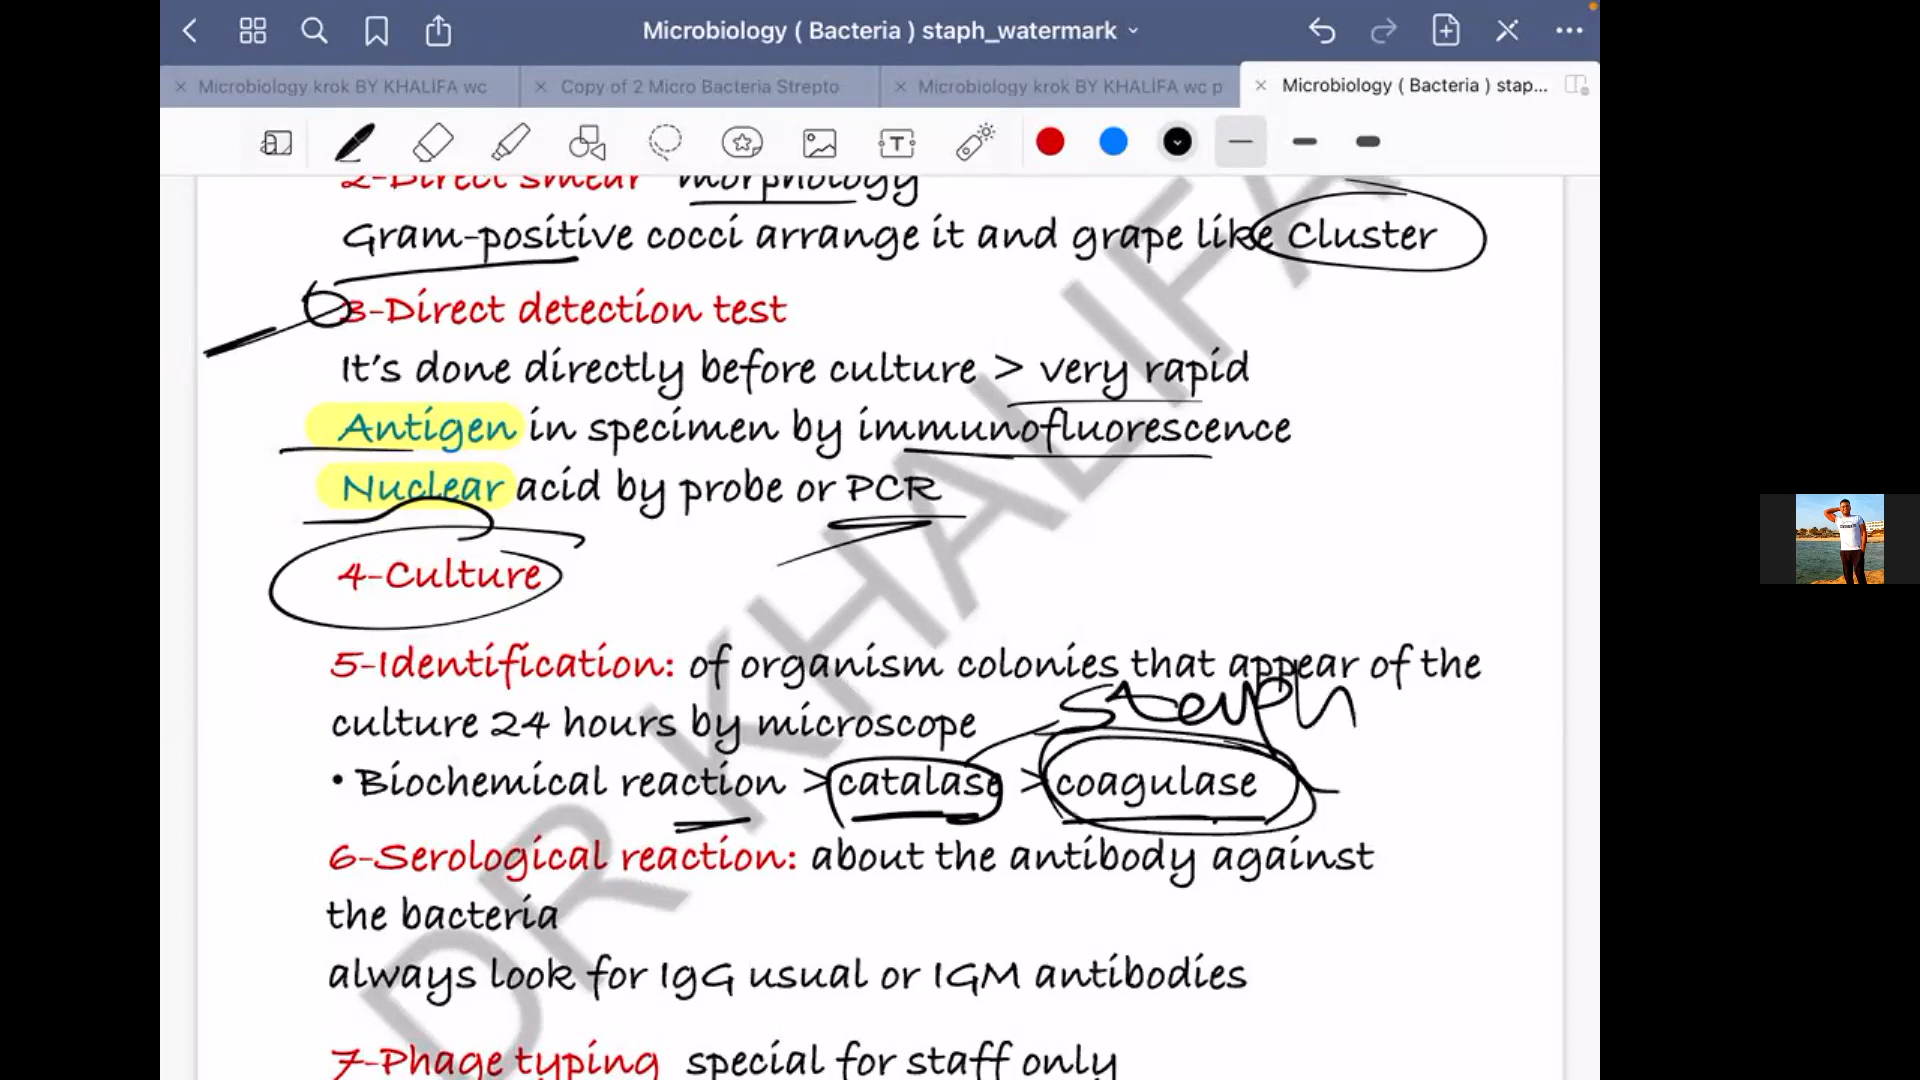 Microbiology ( Bacteria ) staph_watermark
Microbiology krok BY KHALIFA wc
Copy of 2 Micro Bacteria Strepto
Microbiology krok BY KHALIFA wc p
Microbiology ( Bacteria ) stap...
2-Direct smear morphology
Gram-positive cocci arrange it and grape like Cluster
3-Direct detection test
It's done directly before culture > very rapid
Antigen in specimen by immunofluorescence
Nuclear acid by probe or PCR
4-Culture
5-Identification: of organism colonies that appear of the
staph
culture 24 hours by microscope
• Biochemical reaction > catalase > coagulase
6-Serological reaction: about the antibody against
the bacteria
always look for IgG usual or IGM antibodies
7-Phage typing special for staff only
DR KHALIFA